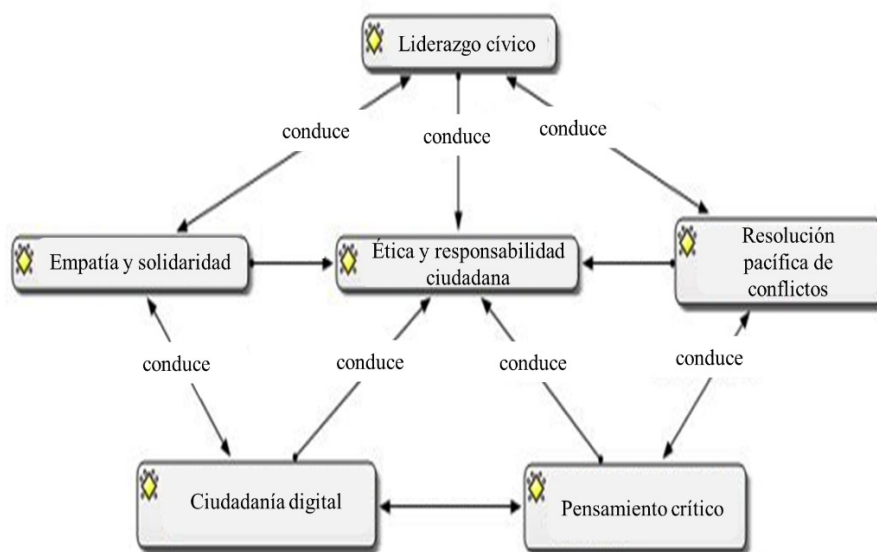 Liderazgo cívico
conduce
conduce
conduce
Empatía y solidaridad
Ética y responsabilidad
ciudadana
Resolución
pacífica de
conflictos
conduce
conduce
conduce
conduce
Ciudadanía digital
Pensamiento crítico